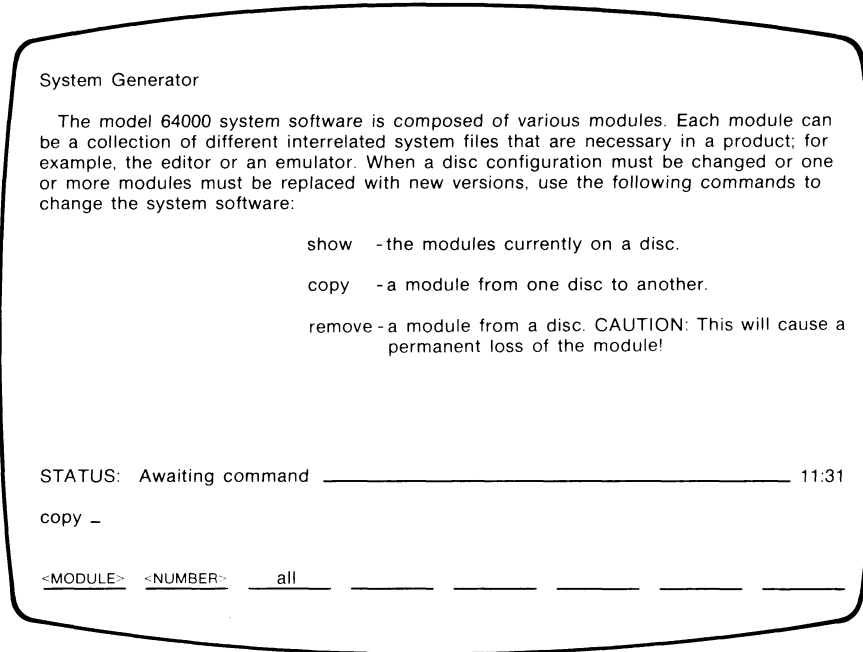 System Generator
The model 64000 system software is composed of various modules. Each module can
be a collection of different interrelated system files that are necessary in a product; for
example, the editor or an emulator. When a disc configuration must be changed or one
or more modules must be replaced with new versions, use the following commands to
change the system software:
show - the modules currently on a disc.
copy - a module from one disc to another.
remove - a module from a disc. CAUTION: This will cause a
permanent loss of the module!
STATUS: Awaiting command 11:31
copy _
<MODULE> <NUMBER> all